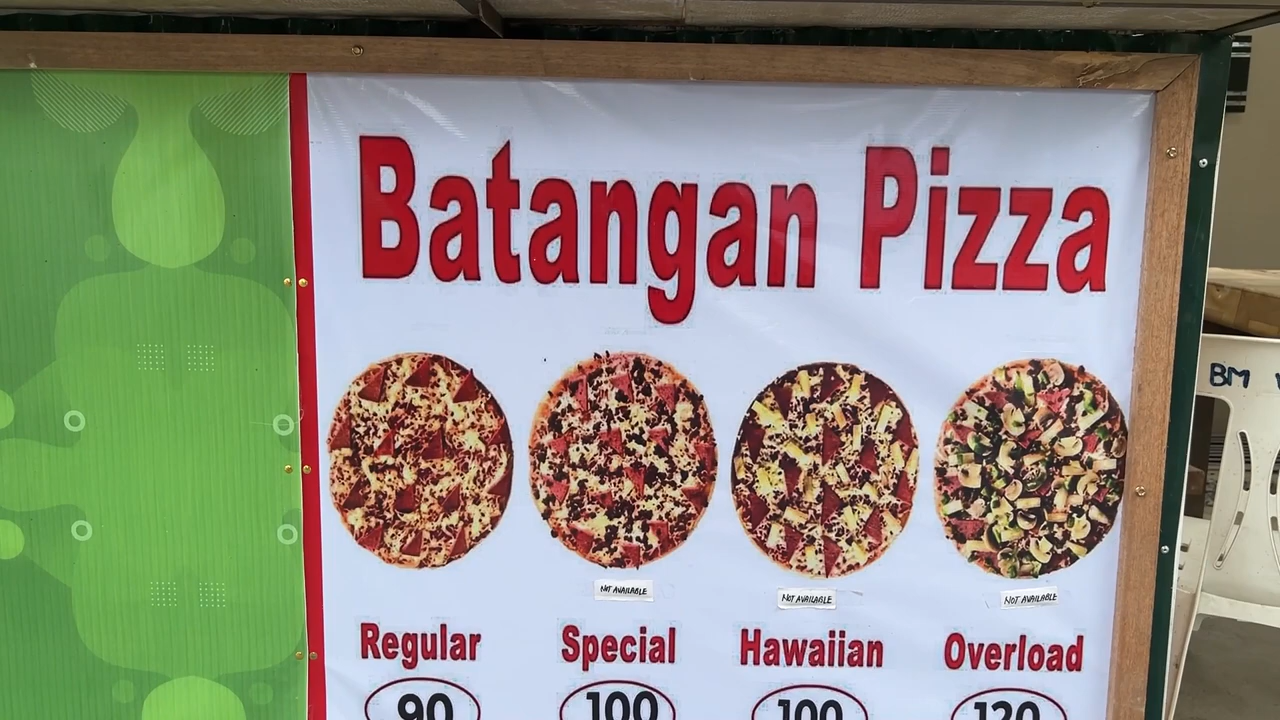 Batangan Pizza
NOT AVAILABLE
NOT AVAILABLE
NOT AVAILABLE
Regular
Special
Hawaiian
Overload
90
100
100
120
BM